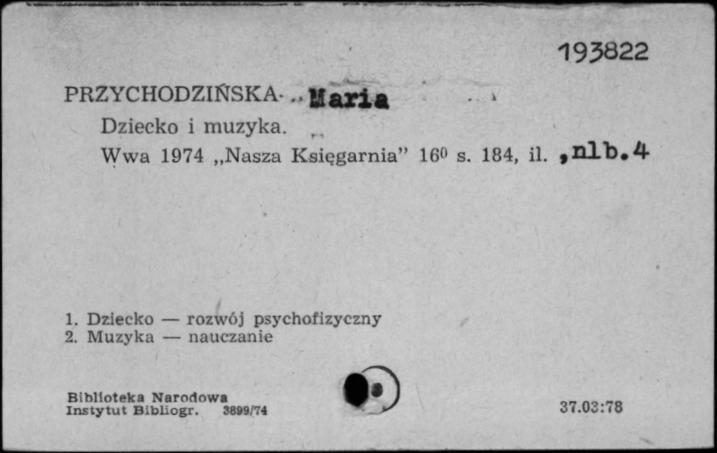 193822
PRZYCHODZIŃSKA Maria
Dziecko i muzyka.
Wwa 1974 „Nasza Księgarnia” 16⁰ s. 184, il. ,nlb.4
1. Dziecko — rozwój psychofizyczny
2. Muzyka — nauczanie
Biblioteka Narodowa
Instytut Bibliogr. 3899/74
37.03:78